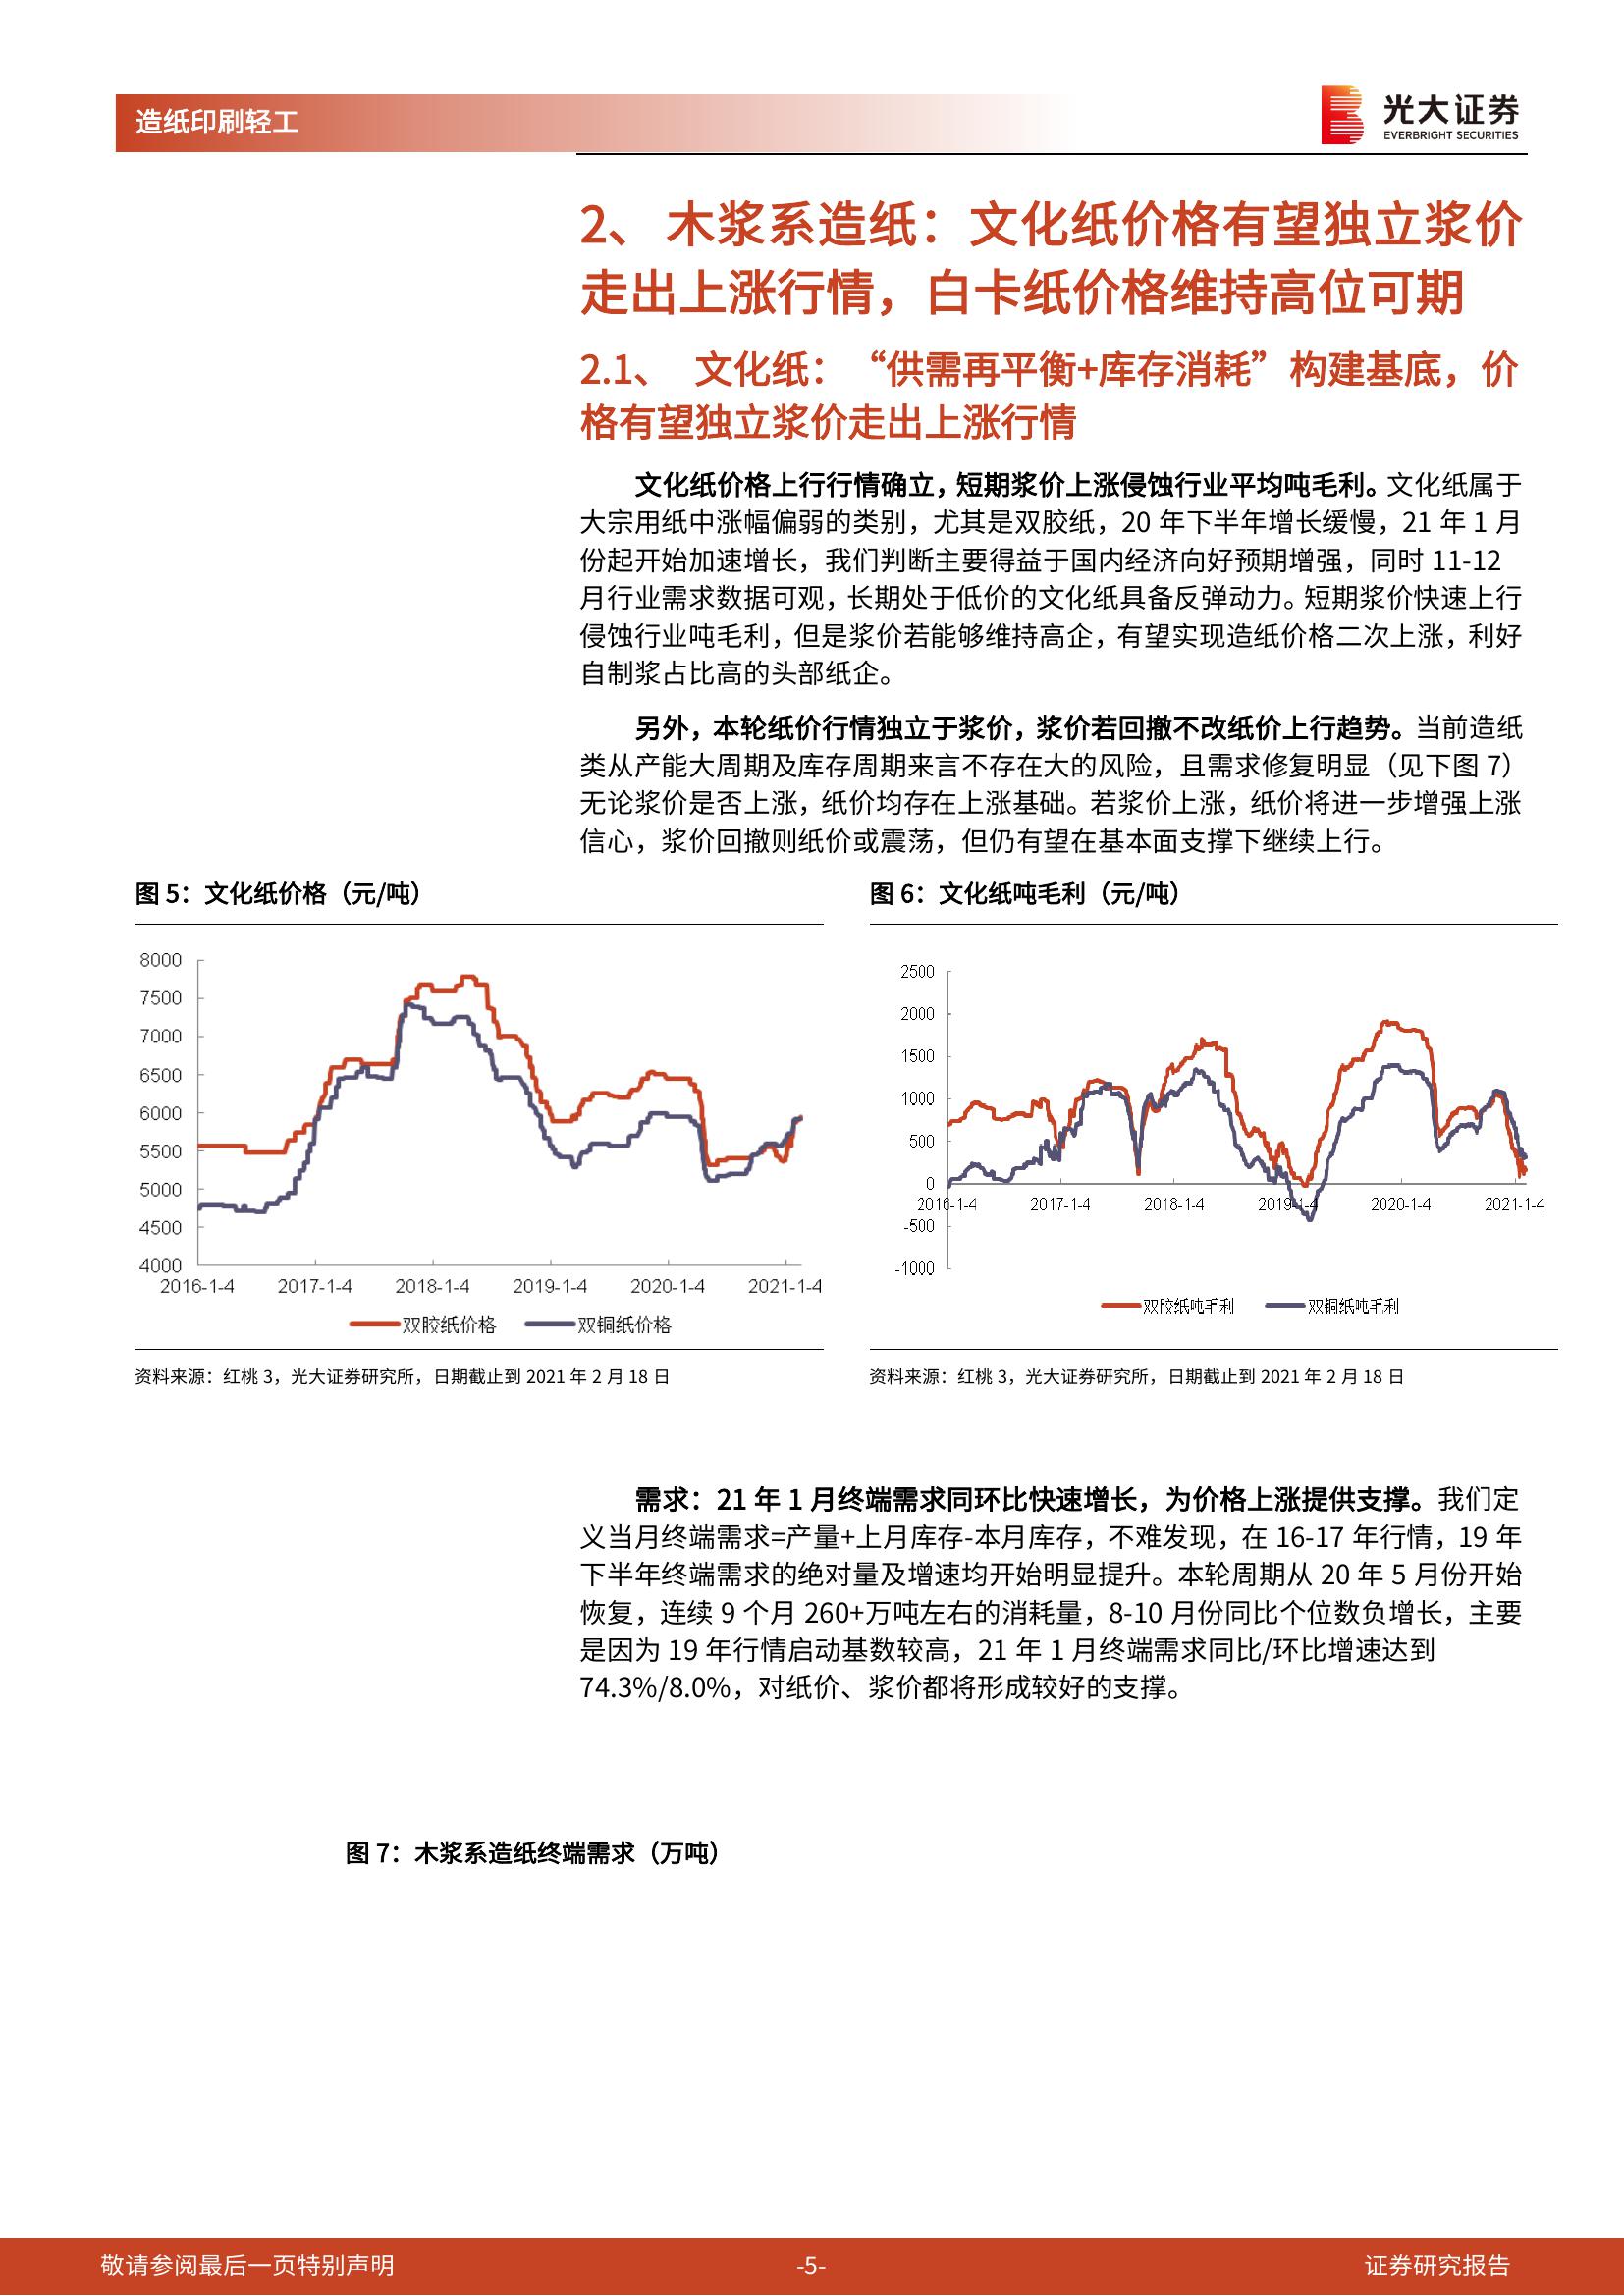 造纸印刷轻工
光大证券
EVERBRIGHT SECURITIES
2、 木浆系造纸：文化纸价格有望独立浆价
走出上涨行情，白卡纸价格维持高位可期
2.1、 文化纸：“供需再平衡+库存消耗”构建基底，价
格有望独立浆价走出上涨行情
文化纸价格上行行情确立，短期浆价上涨侵蚀行业平均吨毛利。文化纸属于
大宗用纸中涨幅偏弱的类别，尤其是双胶纸，20 年下半年增长缓慢，21 年 1 月
份起开始加速增长，我们判断主要得益于国内经济向好预期增强，同时 11-12
月行业需求数据可观，长期处于低价的文化纸具备反弹动力。短期浆价快速上行
侵蚀行业吨毛利，但是浆价若能够维持高企，有望实现造纸价格二次上涨，利好
自制浆占比高的头部纸企。
另外，本轮纸价行情独立于浆价，浆价若回撤不改纸价上行趋势。当前造纸
类从产能大周期及库存周期来言不存在大的风险，且需求修复明显（见下图 7）
无论浆价是否上涨，纸价均存在上涨基础。若浆价上涨，纸价将进一步增强上涨
信心，浆价回撤则纸价或震荡，但仍有望在基本面支撑下继续上行。
图 5：文化纸价格（元/吨）
8000
7500
7000
6500
6000
5500
5000
4500
4000
2016-1-4 2017-1-4 2018-1-4 2019-1-4 2020-1-4 2021-1-4
双胶纸价格 双铜纸价格
资料来源：红桃 3，光大证券研究所，日期截止到 2021 年 2 月 18 日
图 6：文化纸吨毛利（元/吨）
2500
2000
1500
1000
500
0
2016-1-4 2017-1-4 2018-1-4 2019-1-4 2020-1-4 2021-1-4
-500
-1000
双胶纸吨毛利 双铜纸吨毛利
资料来源：红桃 3，光大证券研究所，日期截止到 2021 年 2 月 18 日
需求：21 年 1 月终端需求同环比快速增长，为价格上涨提供支撑。我们定
义当月终端需求=产量+上月库存-本月库存，不难发现，在 16-17 年行情，19 年
下半年终端需求的绝对量及增速均开始明显提升。本轮周期从 20 年 5 月份开始
恢复，连续 9 个月 260+万吨左右的消耗量，8-10 月份同比个位数负增长，主要
是因为 19 年行情启动基数较高，21 年 1 月终端需求同比/环比增速达到
74.3%/8.0%，对纸价、浆价都将形成较好的支撑。
图 7：木浆系造纸终端需求（万吨）
敬请参阅最后一页特别声明 -5- 证券研究报告